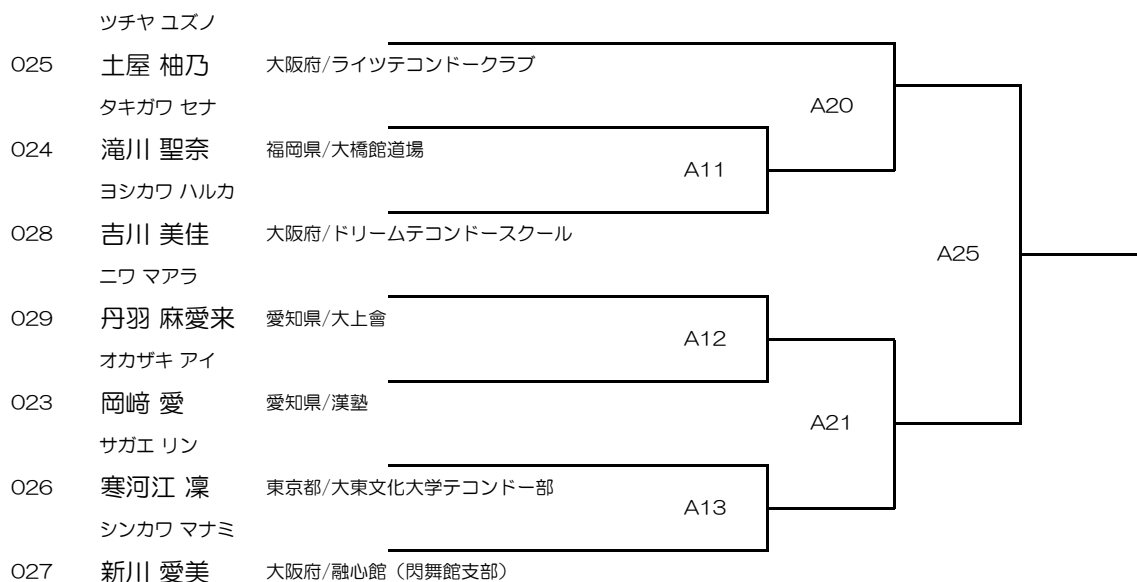 ツチヤ ユズノ
025 土屋 柚乃 大阪府/ライツテコンドークラブ
タキガワ セナ
A20
024 滝川 聖奈 福岡県/大橋館道場
A11
ヨシカワ ハルカ
028 吉川 美佳 大阪府/ドリームテコンドースクール
A25
ニワ マアラ
029 丹羽 麻愛来 愛知県/大上會
A12
オカザキ アイ
023 岡﨑 愛 愛知県/漢塾
A21
サガエ リン
026 寒河江 凜 東京都/大東文化大学テコンドー部
A13
シンカワ マナミ
027 新川 愛美 大阪府/融心館（閃舞館支部）